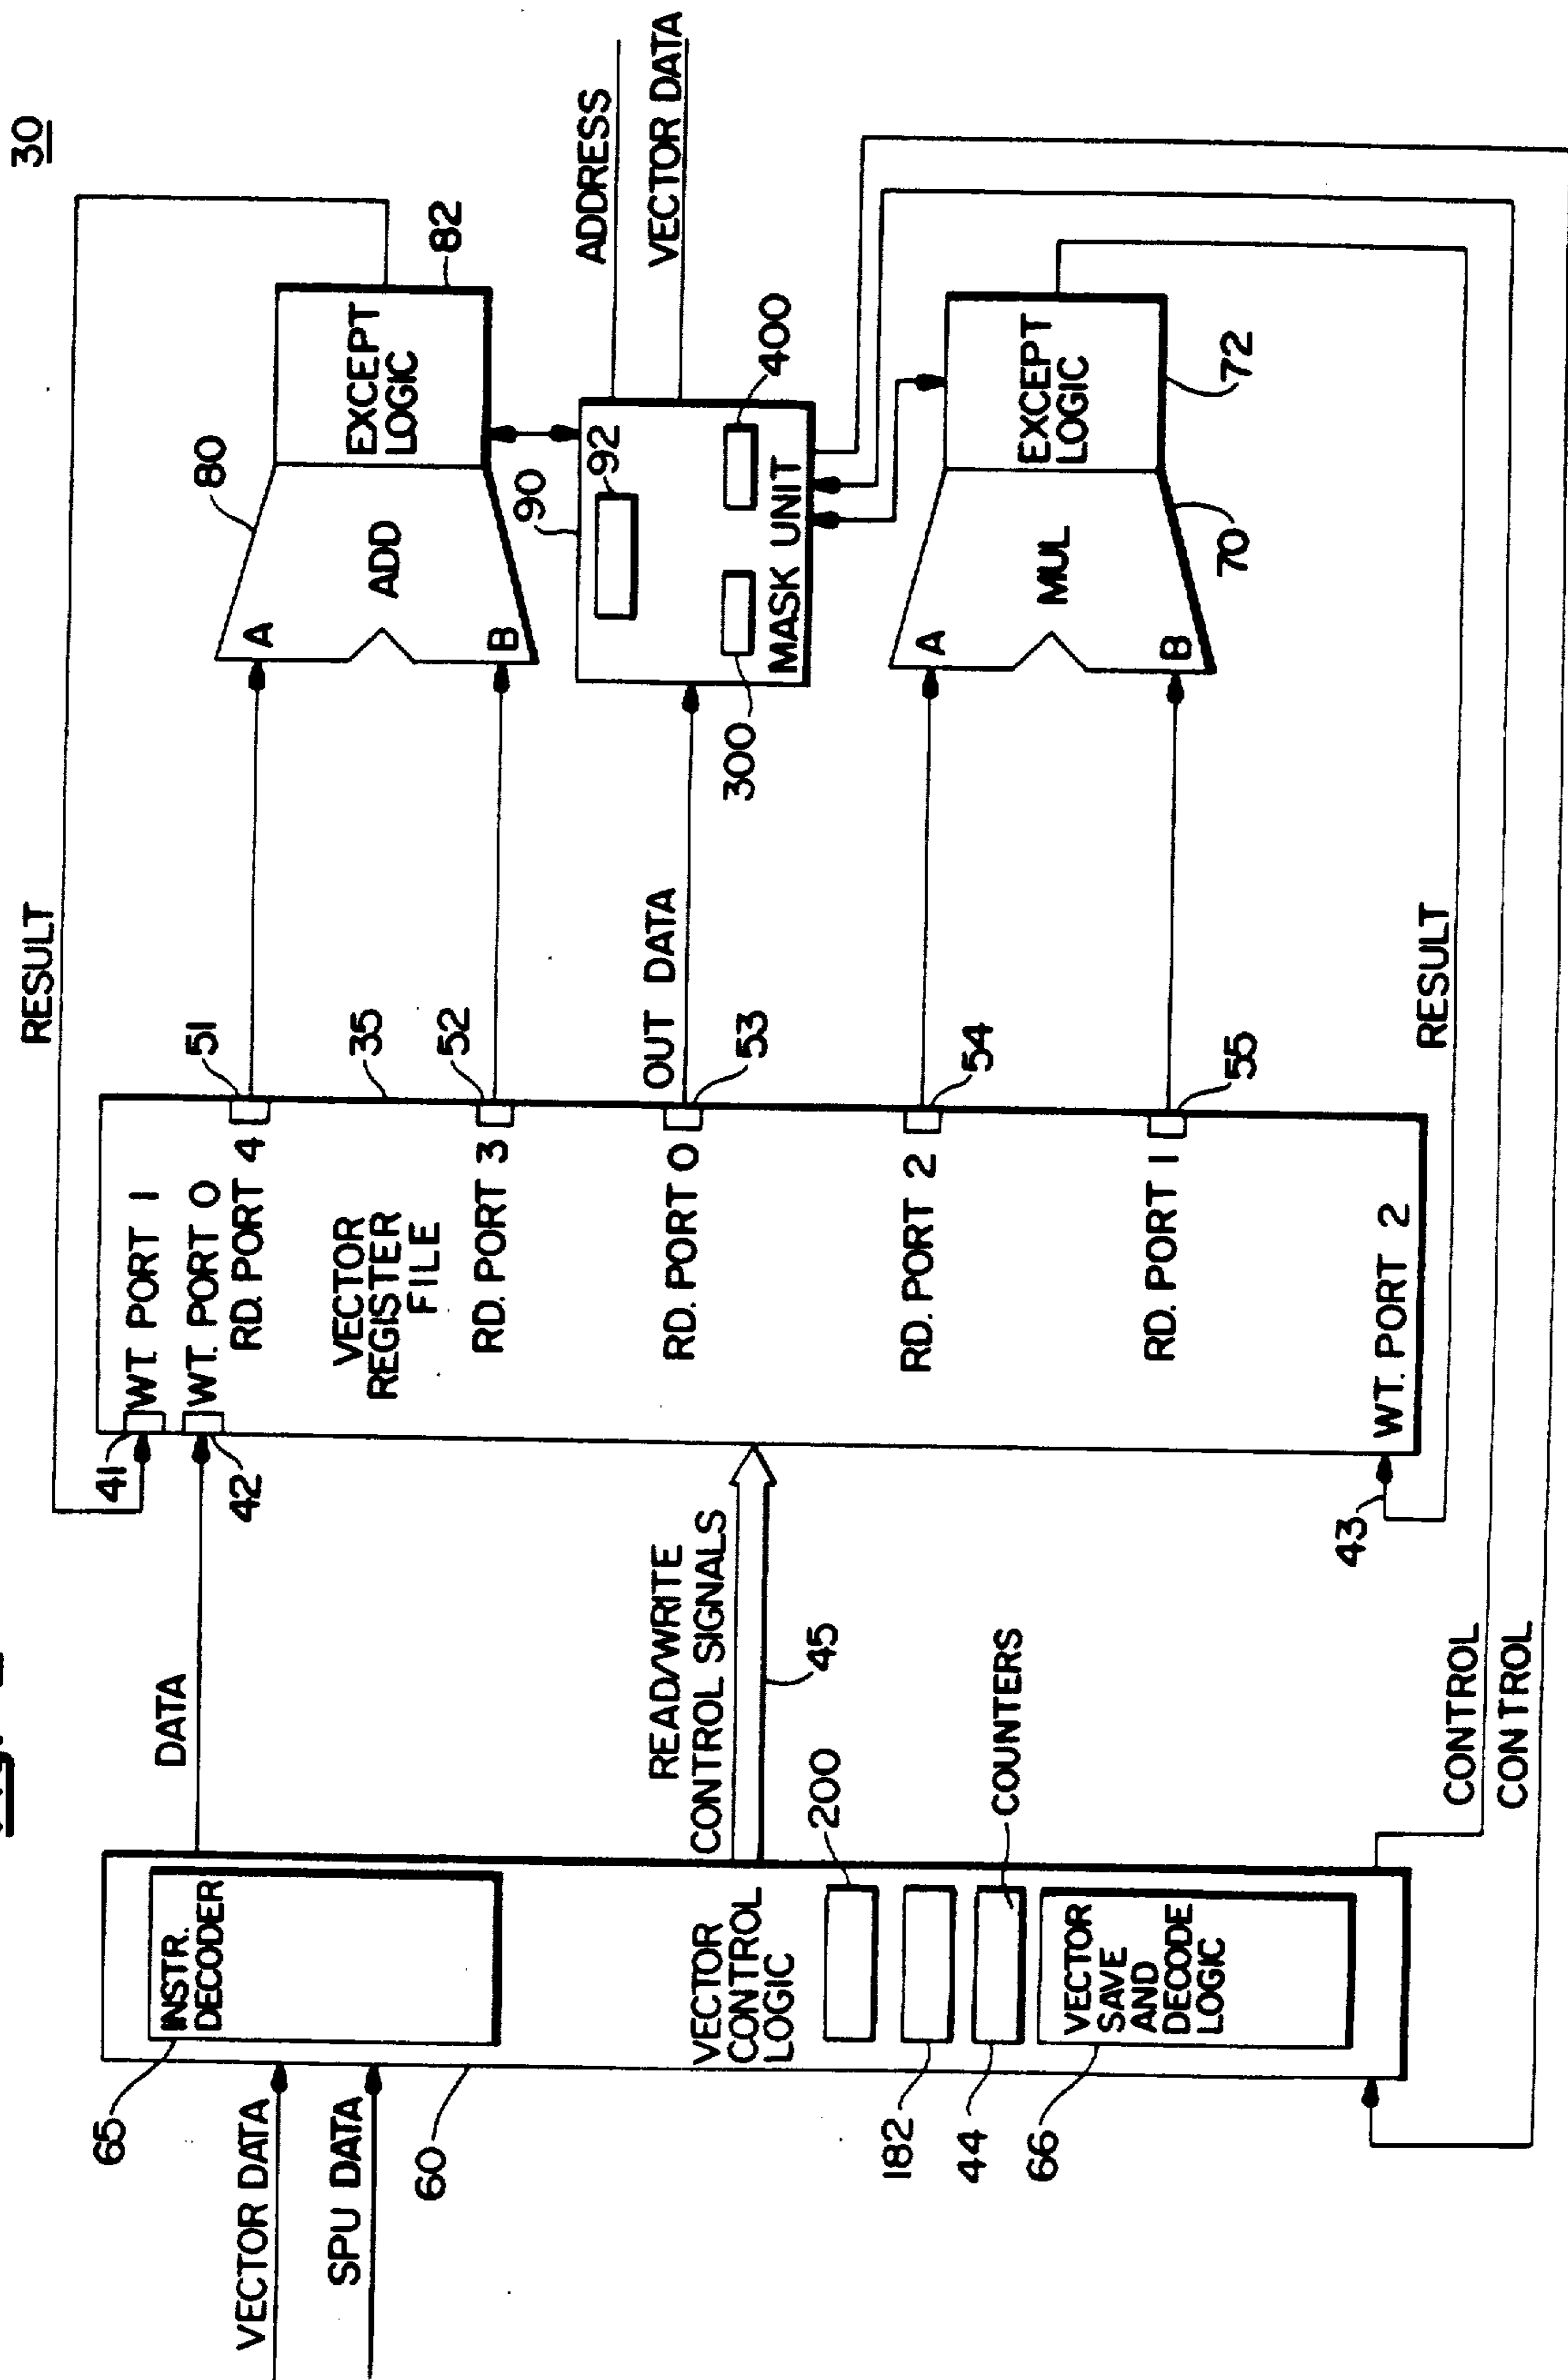 30
RESULT
VECTOR DATA
SPU DATA
65
60
INSTR.
DECODER
VECTOR
CONTROL
LOGIC
200
182
44
COUNTERS
66
VECTOR
SAVE
AND
DECODE
LOGIC
DATA
READ/WRITE
CONTROL SIGNALS
45
41
42
43
WT. PORT 1
WT. PORT 0
RD. PORT 4
VECTOR
REGISTER
FILE
RD. PORT 3
RD. PORT 0
RD. PORT 2
RD. PORT 1
WT. PORT 2
51
35
52
OUT DATA
53
54
55
80
A
ADD
B
EXCEPT
LOGIC
82
90
92
300
400
MASK UNIT
ADDRESS
VECTOR DATA
A
MUL
B
EXCEPT
LOGIC
70
72
RESULT
CONTROL
CONTROL